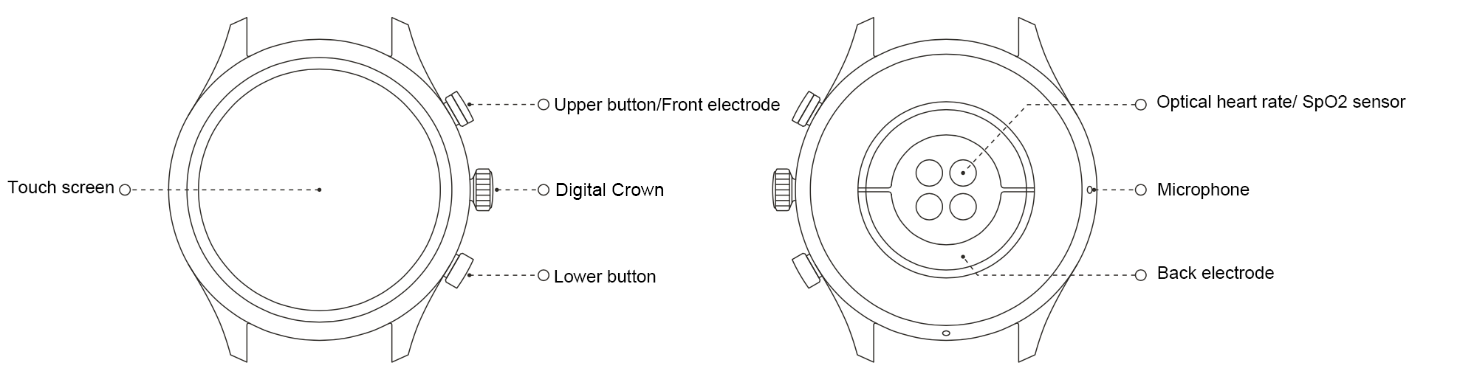 Touch screen
Upper button/Front electrode
Digital Crown
Lower button
Optical heart rate/ SpO2 sensor
Microphone
Back electrode